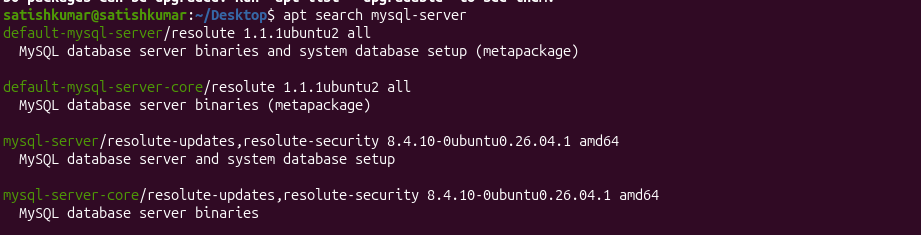 satishkumar@satishkumar:~/Desktop$ apt search mysql-server
default-mysql-server/resolute 1.1.1ubuntu2 all
  MySQL database server binaries and system database setup (metapackage)

default-mysql-server-core/resolute 1.1.1ubuntu2 all
  MySQL database server binaries (metapackage)

mysql-server/resolute-updates,resolute-security 8.4.10-0ubuntu0.26.04.1 amd64
  MySQL database server and system database setup

mysql-server-core/resolute-updates,resolute-security 8.4.10-0ubuntu0.26.04.1 amd64
  MySQL database server binaries